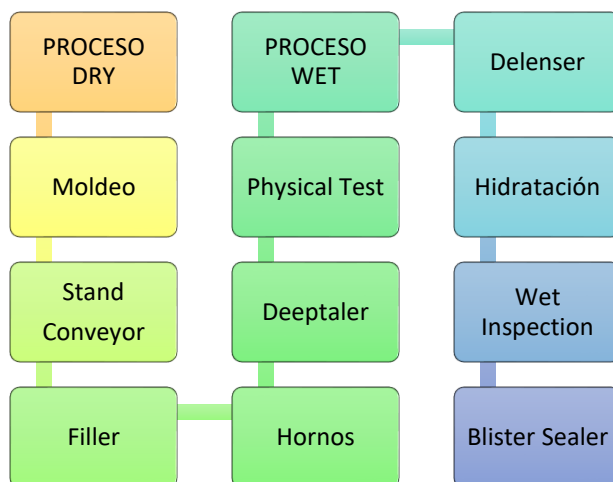 PROCESO
DRY
Moldeo
Stand
Conveyor
Filler
Hornos
Deeptaler
Physical Test
PROCESO
WET
Delenser
Hidratación
Wet
Inspection
Blister Sealer